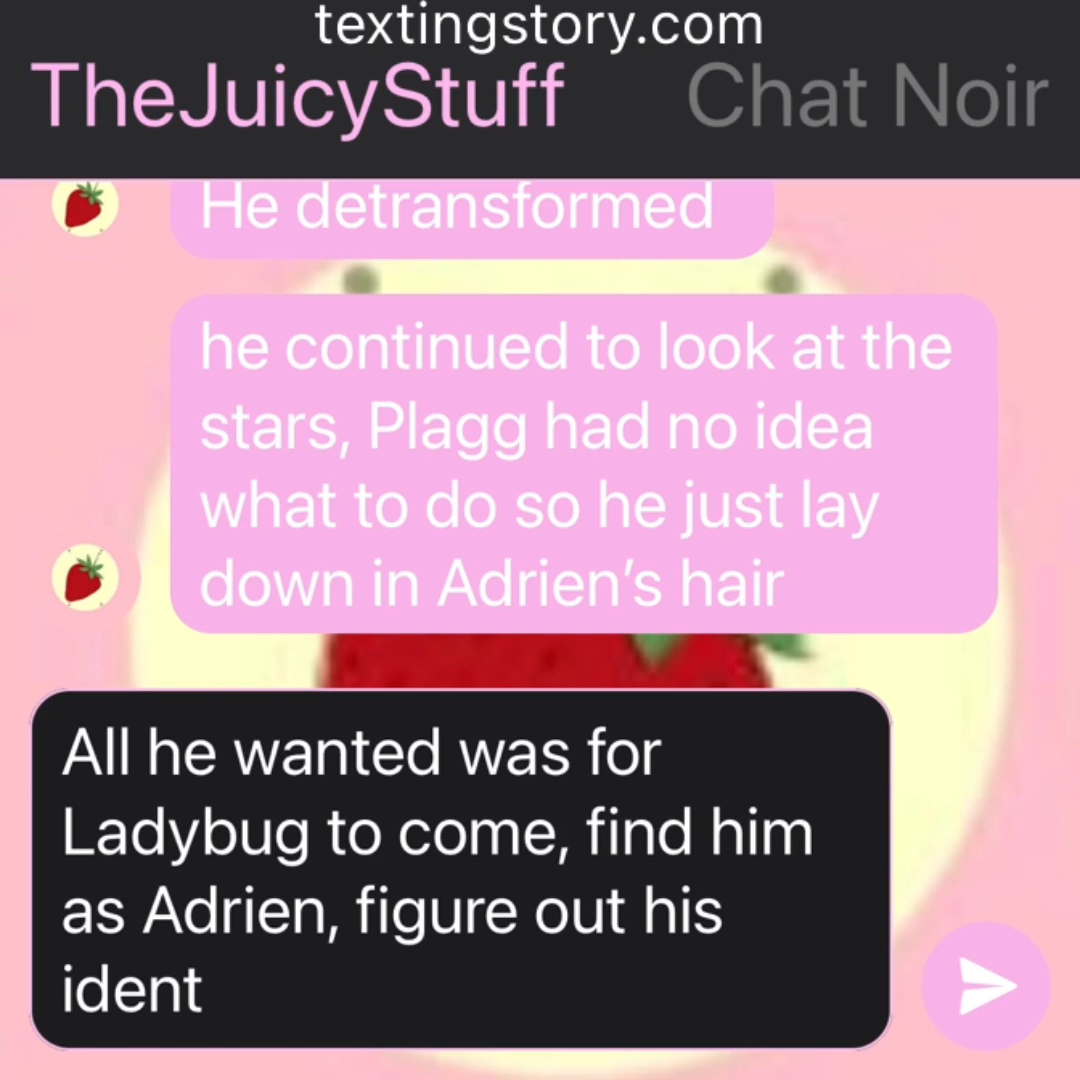 textingstory.com
TheJuicyStuff Chat Noir
He detransformed
he continued to look at the
stars, Plagg had no idea
what to do so he just lay
down in Adrien’s hair
All he wanted was for
Ladybug to come, find him
as Adrien, figure out his
ident